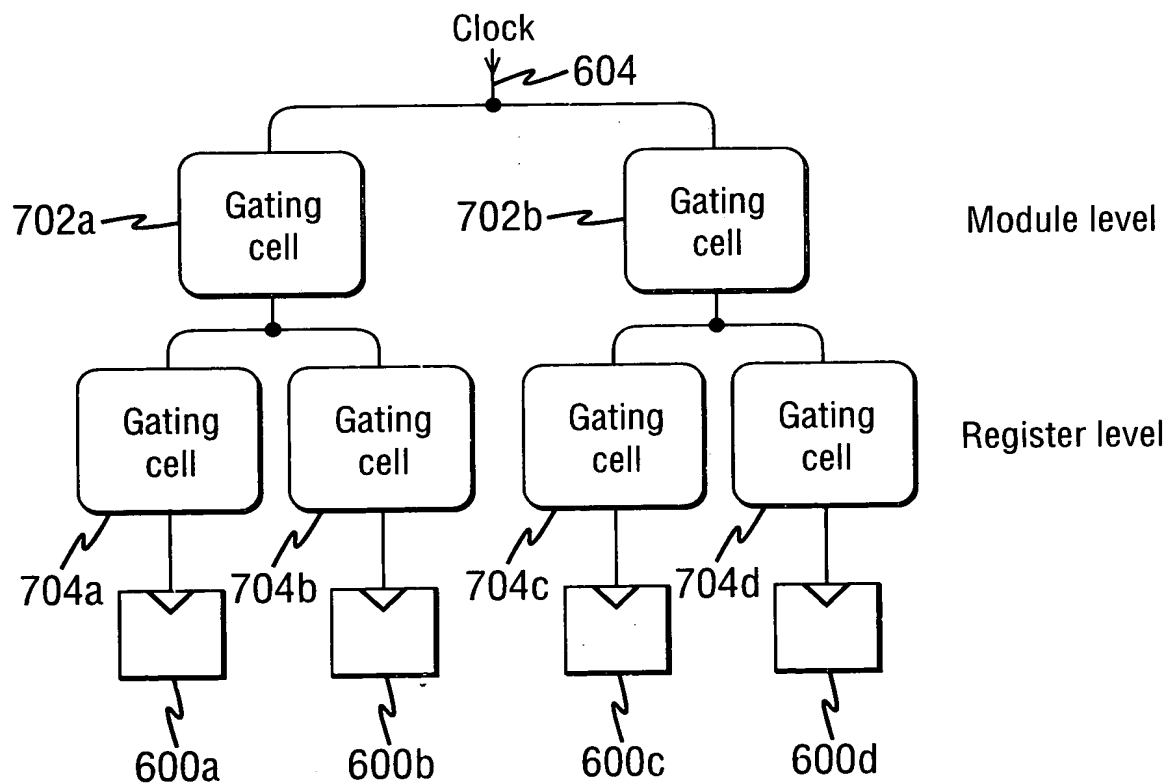 Clock
604
702a
Gating
cell
702b
Gating
cell
Module level
Gating
cell
Gating
cell
Gating
cell
Gating
cell
Register level
704a
704b
704c
704d
600a
600b
600c
600d